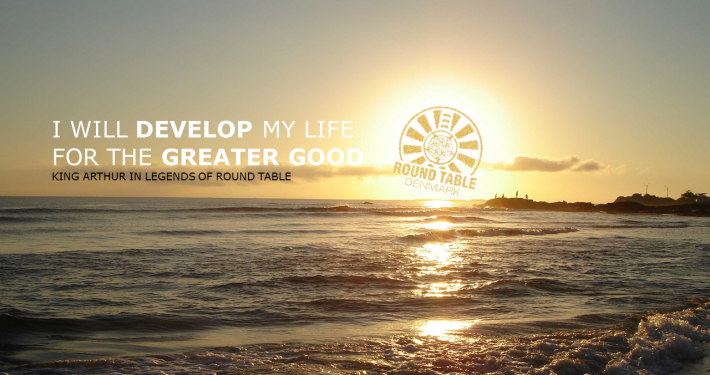 I WILL DEVELOP MY LIFE
FOR THE GREATER GOOD
KING ARTHUR IN LEGENDS OF ROUND TABLE
ROUND TABLE
DENMARK